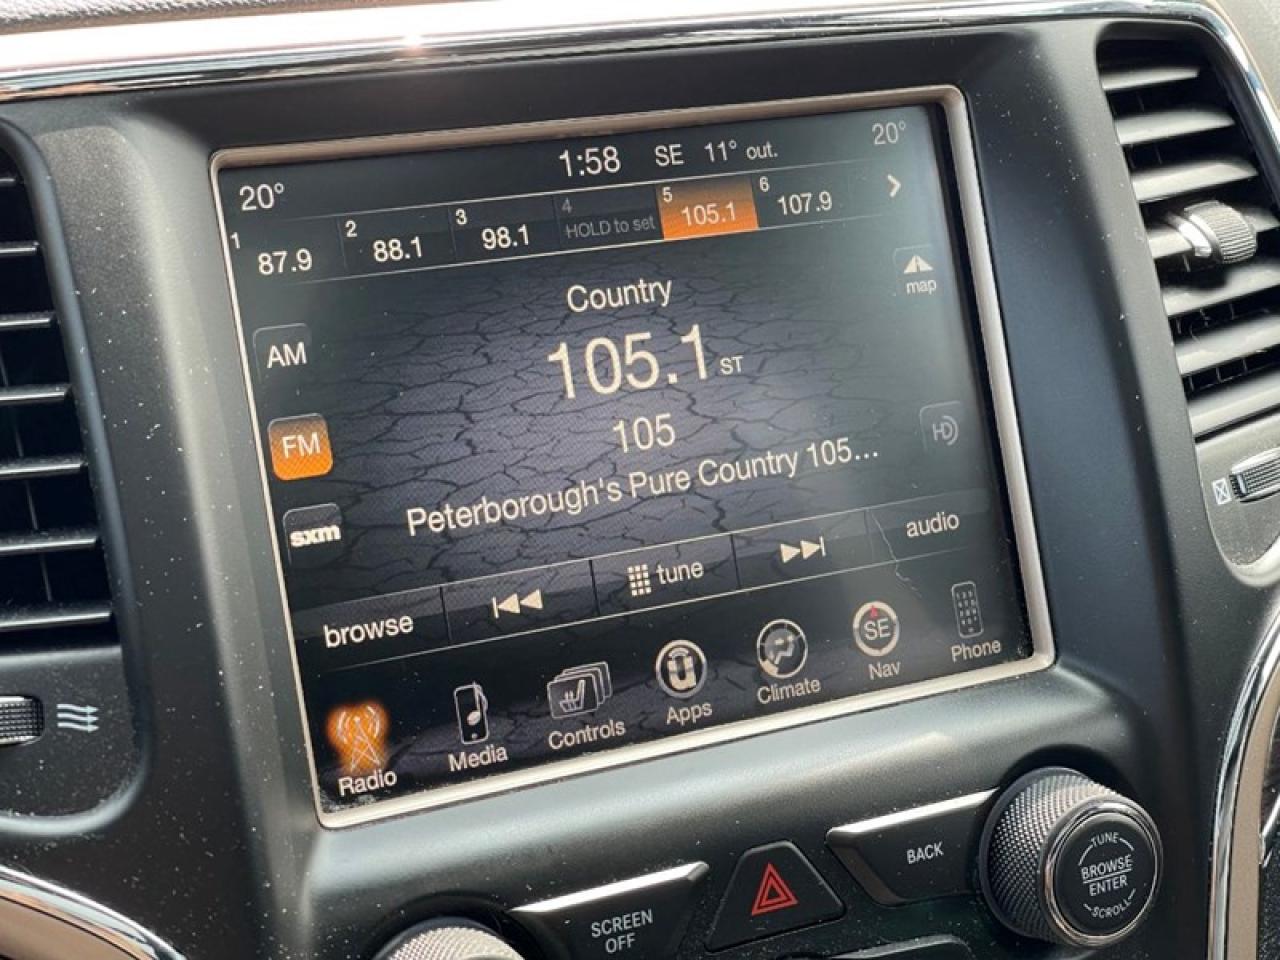 20° 1:58 SE 11° out. 20°
1 87.9 2 88.1 3 98.1 4 HOLD to set 5 105.1 6 107.9
map
Country
AM
105.1 ST
FM
105
HD
Peterborough's Pure Country 105...
sxm
browse tune audio
Radio Media Controls Apps Climate SE Nav Phone
SCREEN
OFF
BACK
TUNE
BROWSE
ENTER
SCROLL